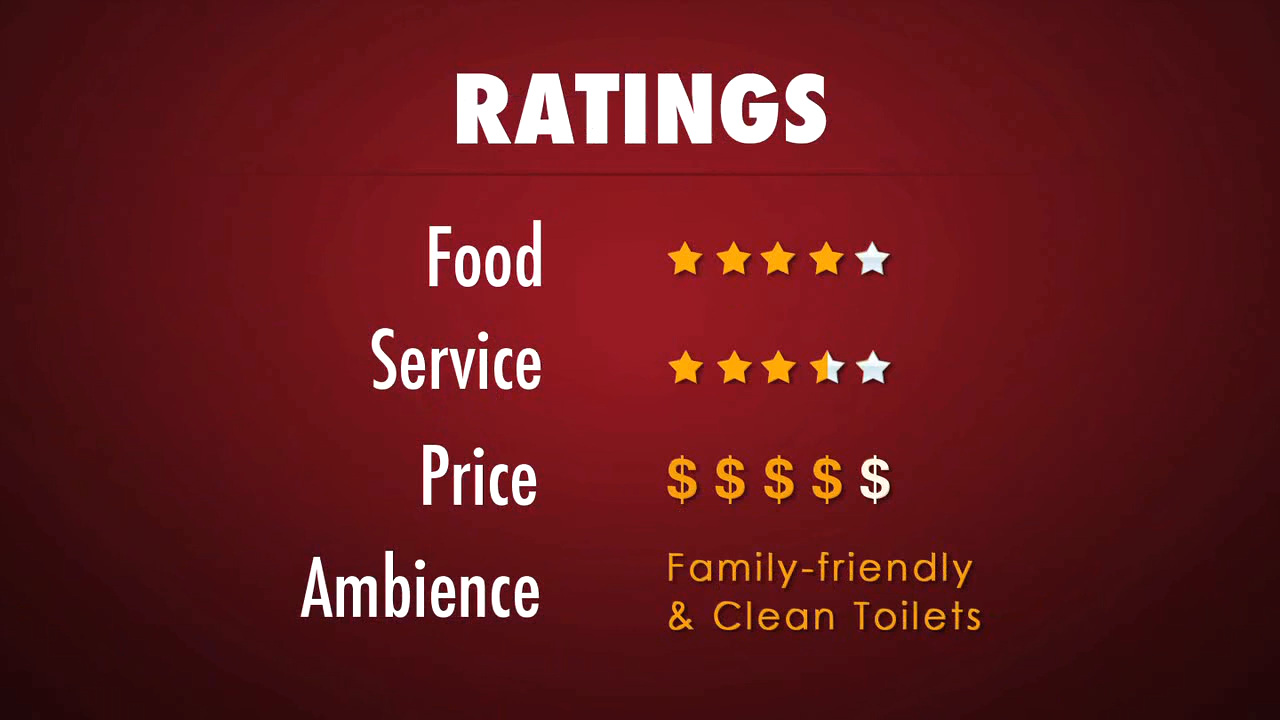 RATINGS
Food
Service
Price $ $ $ $ $
Ambience Family-friendly
& Clean Toilets